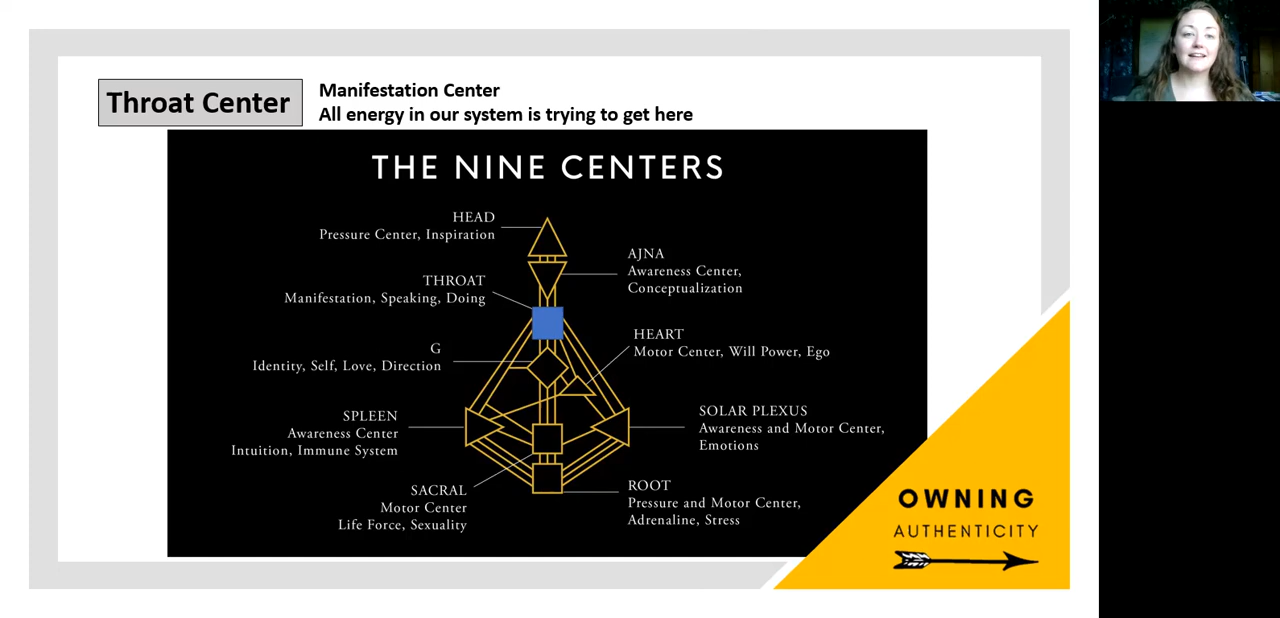 Throat Center
Manifestation Center
All energy in our system is trying to get here
THE NINE CENTERS
HEAD
Pressure Center, Inspiration
AJNA
Awareness Center,
Conceptualization
THROAT
Manifestation, Speaking, Doing
HEART
Motor Center, Will Power, Ego
G
Identity, Self, Love, Direction
SPLEEN
Awareness Center
Intuition, Immune System
SOLAR PLEXUS
Awareness and Motor Center,
Emotions
SACRAL
Motor Center
Life Force, Sexuality
ROOT
Pressure and Motor Center,
Adrenaline, Stress
OWNING
AUTHENTICITY